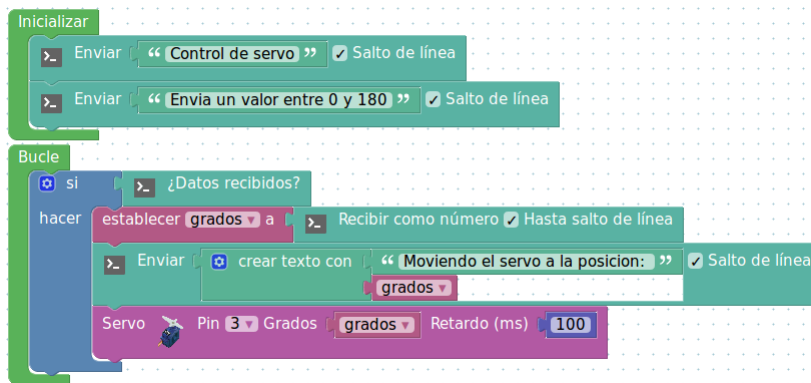 Inicializar
Enviar “ Control de servo ” Salto de línea
Enviar “ Envia un valor entre 0 y 180 ” Salto de línea
Bucle
si ¿Datos recibidos?
hacer establecer grados a Recibir como número Hasta salto de línea
Enviar crear texto con “ Moviendo el servo a la posicion: ” Salto de línea
grados
Servo Pin 3 Grados grados Retardo (ms) 100